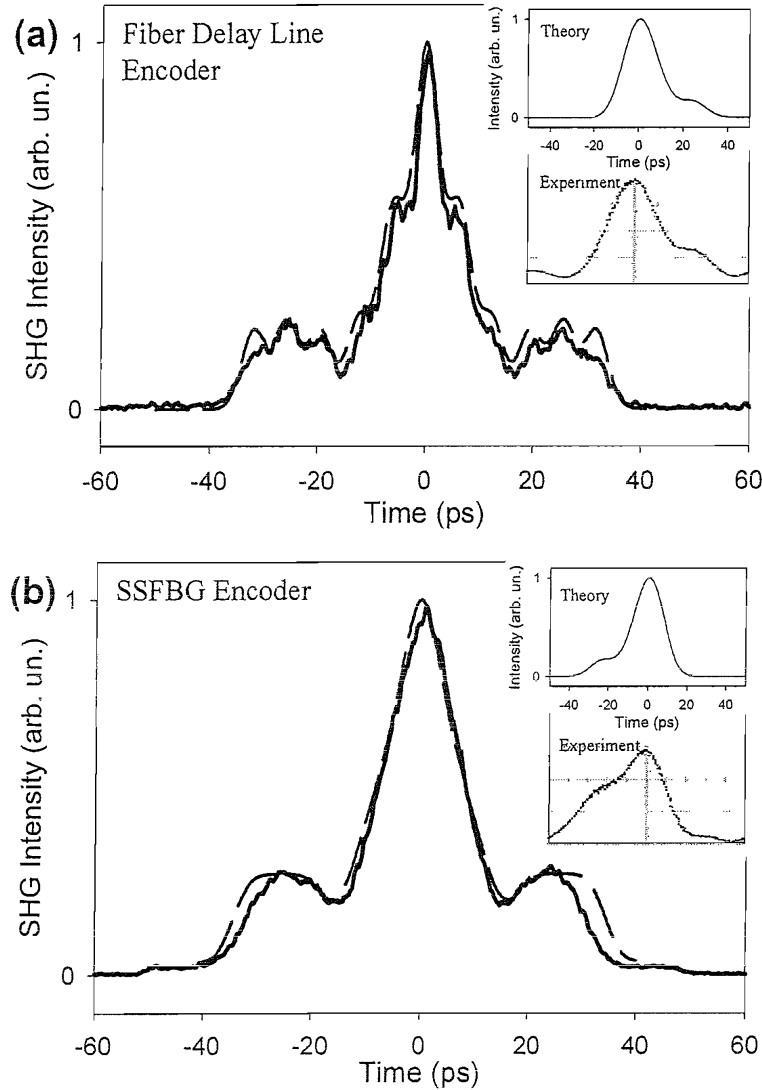 (a)
Fiber Delay Line
Encoder
SHG Intensity (arb. un.)
1
0
-60 -40 -20 0 20 40 60
Time (ps)
Intensity (arb. un.)
1
0
Theory
-40 -20 0 20 40
Time (ps)
Experiment
(b)
SSFBG Encoder
SHG Intensity (arb. un.)
1
0
-60 -40 -20 0 20 40 60
Time (ps)
Intensity (arb. un.)
1
0
Theory
-40 -20 0 20 40
Time (ps)
Experiment